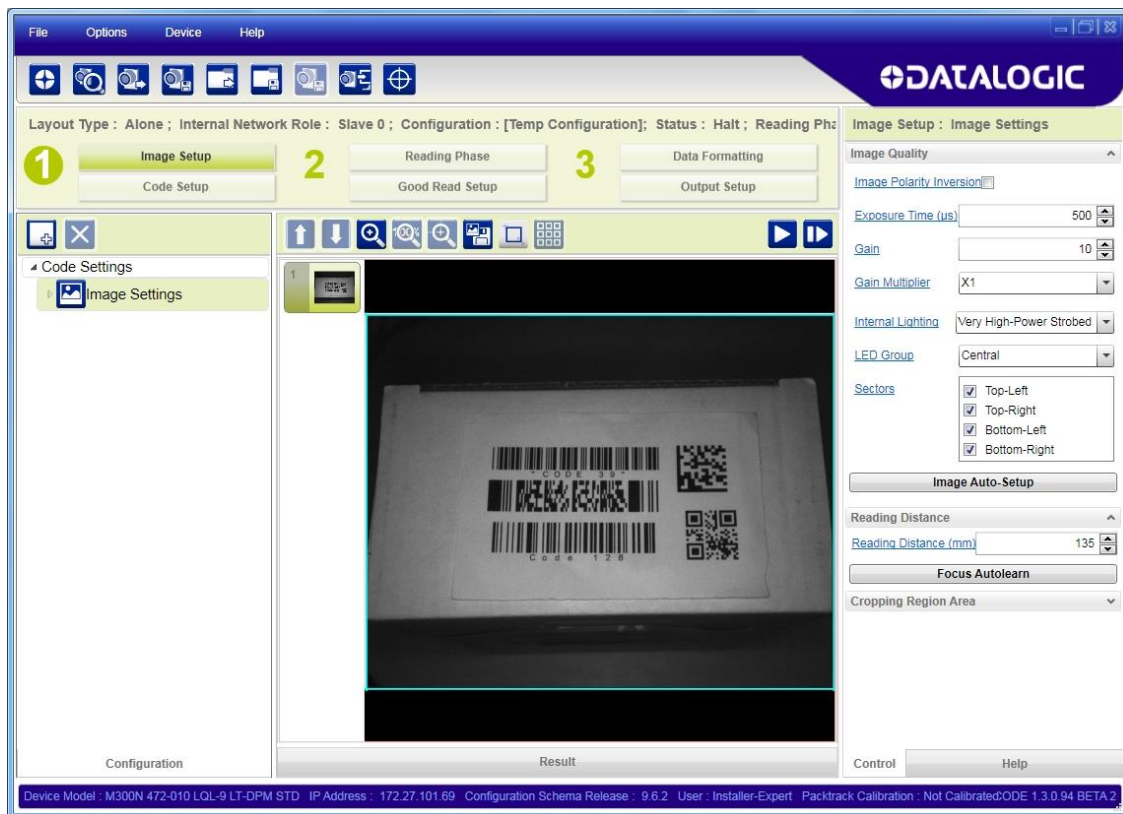 File Options Device Help
DATALOGIC
Layout Type : Alone ; Internal Network Role : Slave 0 ; Configuration : [Temp Configuration]; Status : Halt ; Reading Pha
Image Setup : Image Settings
1 Image Setup 2 Reading Phase 3 Data Formatting
Code Setup Good Read Setup Output Setup
Image Quality
Image Polarity Inversion
Exposure Time (µs) 500
Gain 10
Gain Multiplier X1
Internal Lighting Very High-Power Strobed
LED Group Central
Sectors Top-Left
Top-Right
Bottom-Left
Bottom-Right
Image Auto-Setup
Reading Distance
Reading Distance (mm) 135
Focus Autolearn
Cropping Region Area
Code Settings
Image Settings
100%
1
*CODE 39*
Code 128
Configuration Result Control Help
Device Model : M300N 472-010 LQL-9 LT-DPM STD IP Address : 172.27.101.69 Configuration Schema Release : 9.6.2 User : Installer-Expert Packtrack Calibration : Not Calibrated ODE 1.3.0.94 BETA 2